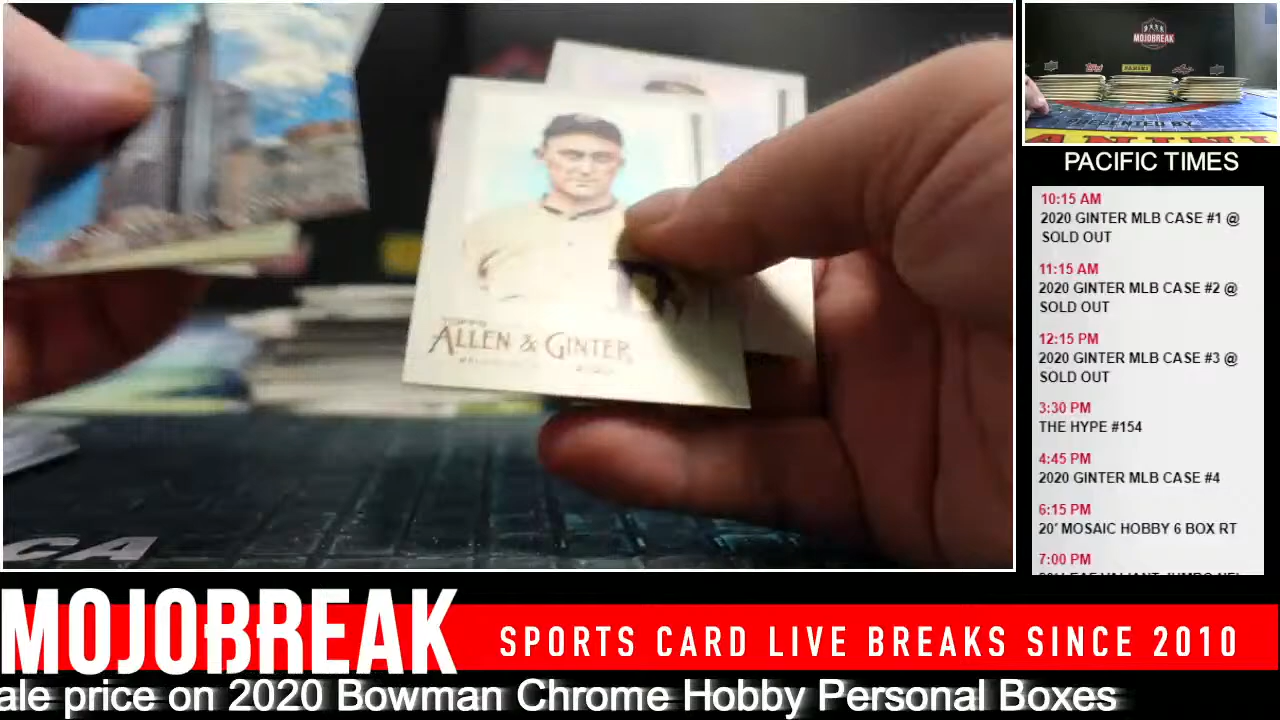 TOPPS
ALLEN & GINTER
CA
MOJOBREAK
PANINI
PACIFIC TIMES
10:15 AM
2020 GINTER MLB CASE #1 @
SOLD OUT
11:15 AM
2020 GINTER MLB CASE #2 @
SOLD OUT
12:15 PM
2020 GINTER MLB CASE #3 @
SOLD OUT
3:30 PM
THE HYPE #154
4:45 PM
2020 GINTER MLB CASE #4
6:15 PM
20' MOSAIC HOBBY 6 BOX RT
7:00 PM
MOJOBREAK
SPORTS CARD LIVE BREAKS SINCE 2010
ale price on 2020 Bowman Chrome Hobby Personal Boxes